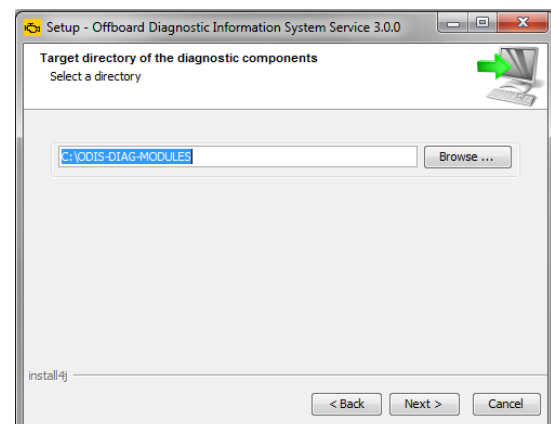 Setup - Offboard Diagnostic Information System Service 3.0.0
Target directory of the diagnostic components
Select a directory
C:\ODIS-DIAG-MODULES
Browse ...
install4j
< Back
Next >
Cancel